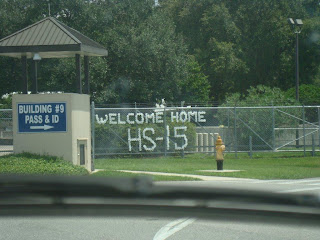 BUILDING #9
PASS & ID
WELCOME HOME
HS-15